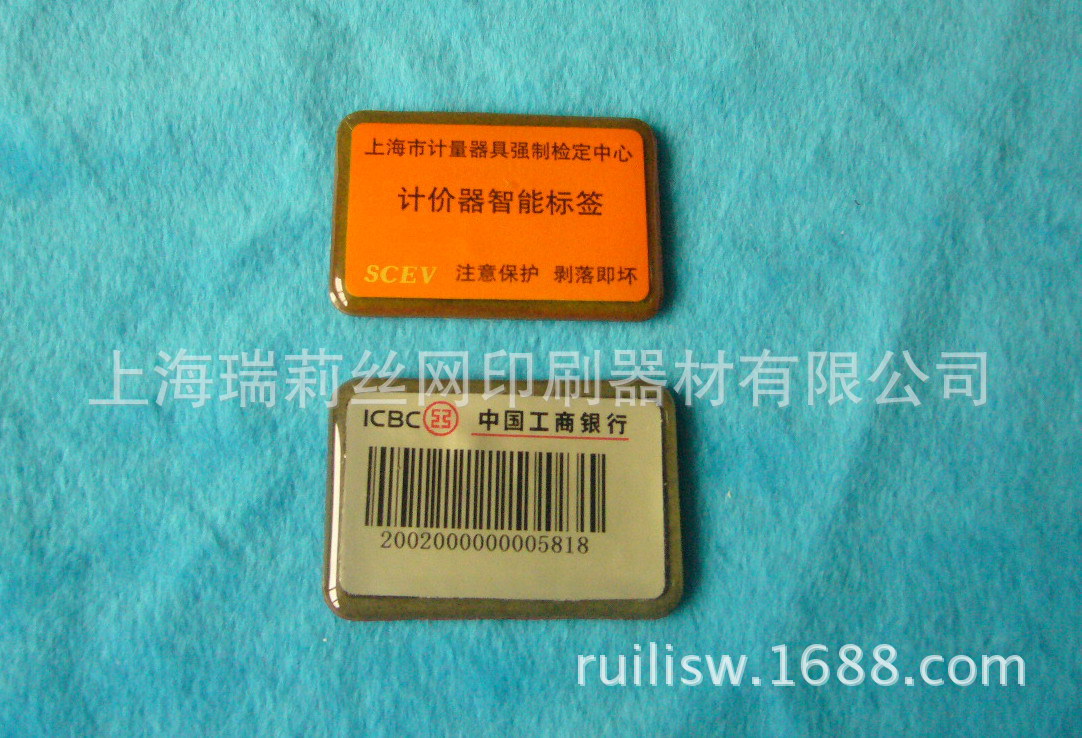 上海市计量器具强制检定中心
计价器智能标签
SCEV 注意保护 剥落即坏
上海瑞莉丝网印刷器材有限公司
ICBC 中国工商银行
2002000000005818
ruilisw.1688.com